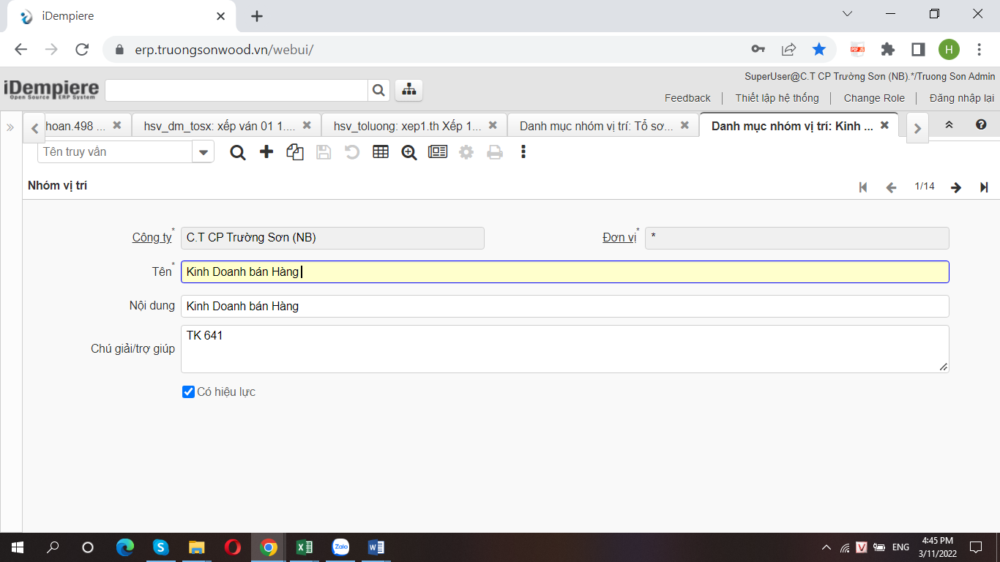 iDempiere
erp.truongsonwood.vn/webui/
H
iDempiere
Open Source ERP System
SuperUser@C.T CP Trường Sơn (NB).*/Truong Son Admin
Feedback Thiết lập hệ thống Change Role Đăng nhập lại
hoan.498 ... hsv_dm_tosx: xếp ván 01 1.... hsv_toluong: xep1.th Xếp 1... Danh mục nhóm vị trí: Tổ sơ... Danh mục nhóm vị trí: Kinh ...
Tên truy vấn
Nhóm vị trí 1/14
Công ty* C.T CP Trường Sơn (NB) Đơn vị* *
Tên* Kinh Doanh bán Hàng
Nội dung Kinh Doanh bán Hàng
Chú giải/trợ giúp TK 641
Có hiệu lực
Zalo
ENG
4:45 PM
3/11/2022